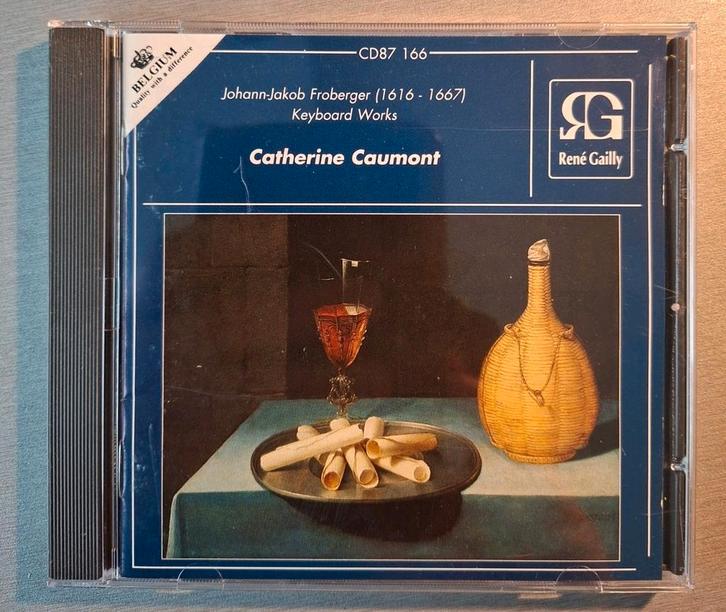 CD87 166
BELGIUM
Quality with a difference
Johann-Jakob Froberger (1616 - 1667)
Keyboard Works
Catherine Caumont
RG
René Gailly